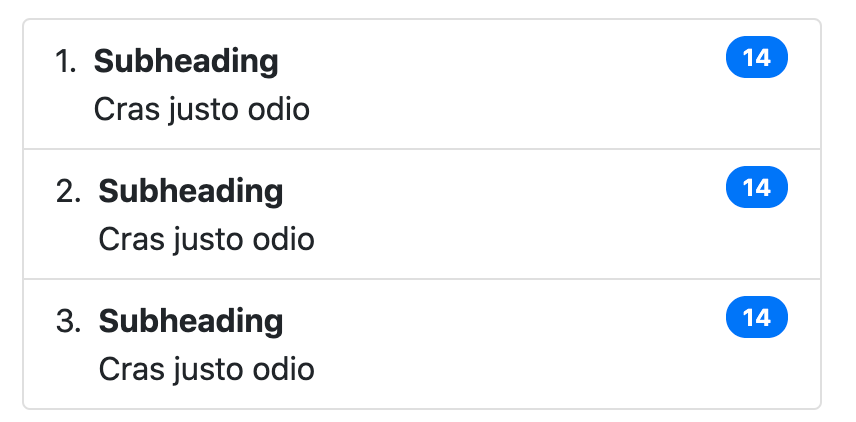 1. Subheading 14
Cras justo odio
2. Subheading 14
Cras justo odio
3. Subheading 14
Cras justo odio